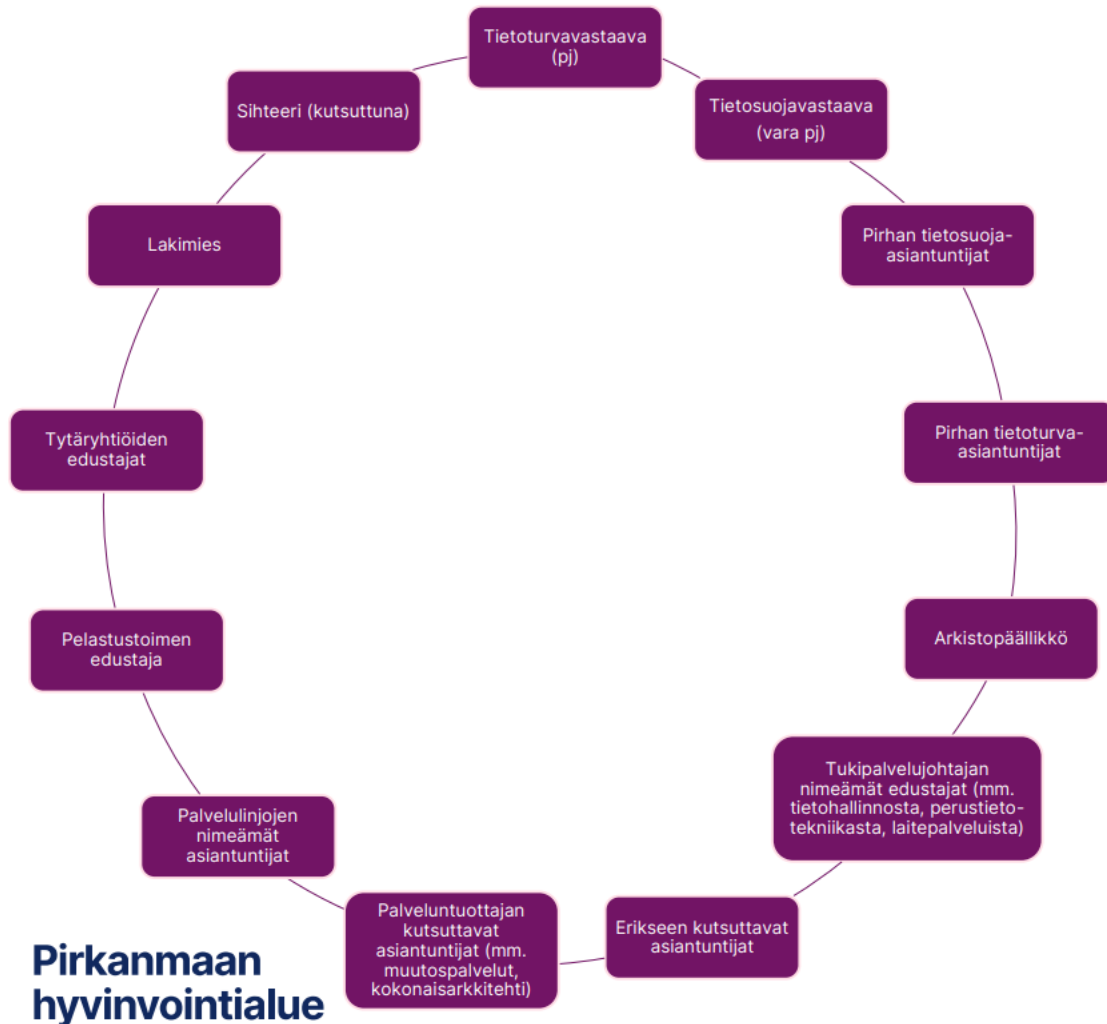 Tietoturvavastaava
(pj)
Tietosuojavastaava
(vara pj)
Pirhan tietosuoja-
asiantuntijat
Pirhan tietoturva-
asiantuntijat
Arkistopäällikkö
Tukipalvelujohtajan
nimeämät edustajat (mm.
tietohallinnosta, perustieto-
tekniikasta, laitepalveluista)
Erikseen kutsuttavat
asiantuntijat
Palveluntuottajan
kutsuttavat
asiantuntijat (mm.
muutospalvelut,
kokonaisarkkitehti)
Palvelulinjojen
nimeämät
asiantuntijat
Pelastustoimen
edustaja
Tytäryhtiöiden
edustajat
Lakimies
Sihteeri (kutsuttuna)
Pirkanmaan
hyvinvointialue